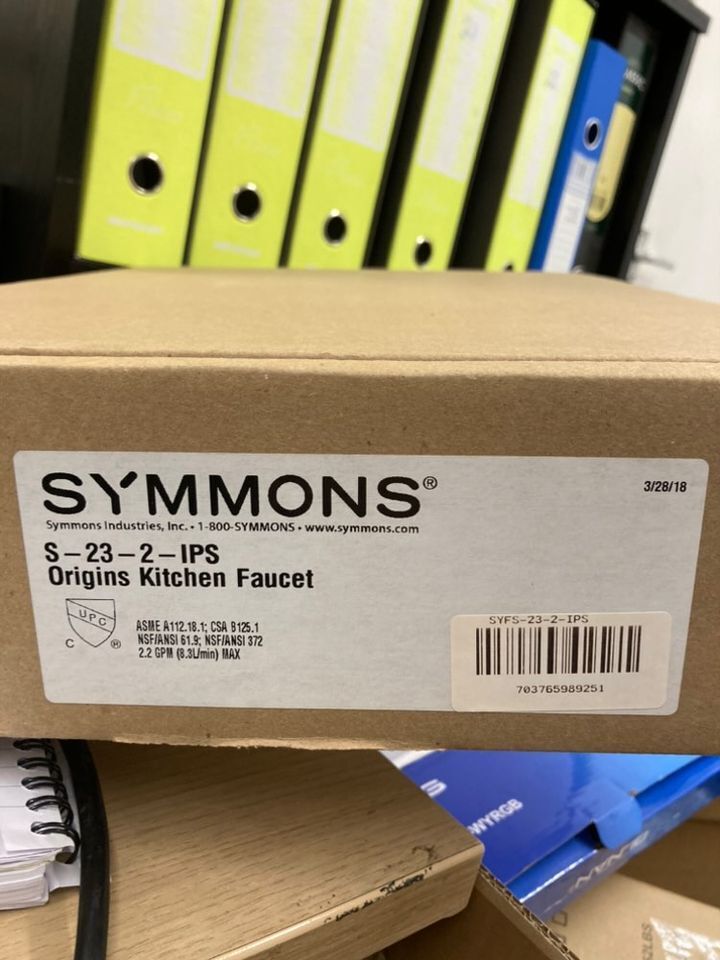 SYMMONS®
3/28/18
Symmons Industries, Inc. • 1-800-SYMMONS • www.symmons.com
S-23-2-IPS
Origins Kitchen Faucet
UPC
C ®
ASME A112.18.1; CSA B125.1
NSF/ANSI 61.9; NSF/ANSI 372
2.2 GPM (8.3L/min) MAX
SYFS-23-2-IPS
703765989251
WYRGB
52LBS